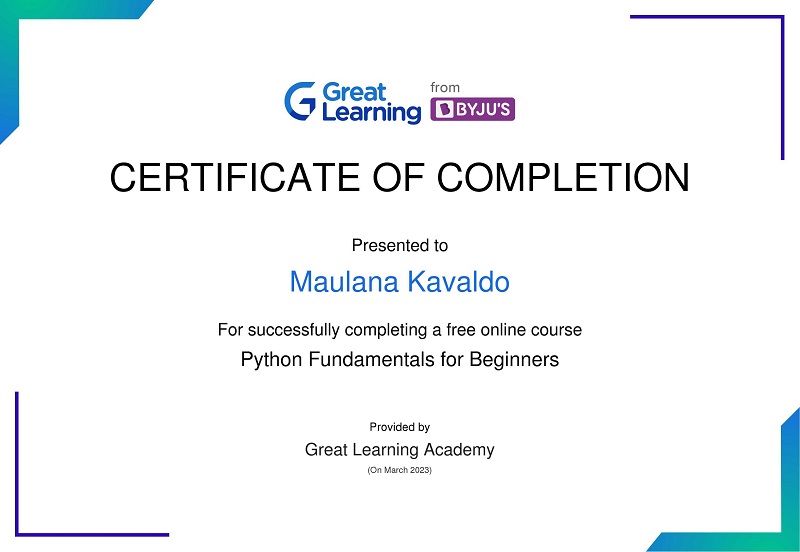 Great Learning
from
BYJU'S
CERTIFICATE OF COMPLETION
Presented to
Maulana Kavaldo
For successfully completing a free online course
Python Fundamentals for Beginners
Provided by
Great Learning Academy
(On March 2023)